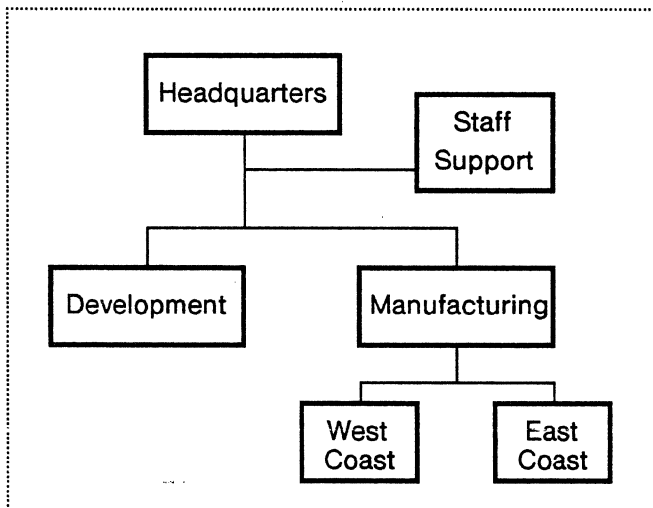 Headquarters
Staff
Support
Development
Manufacturing
West
Coast
East
Coast